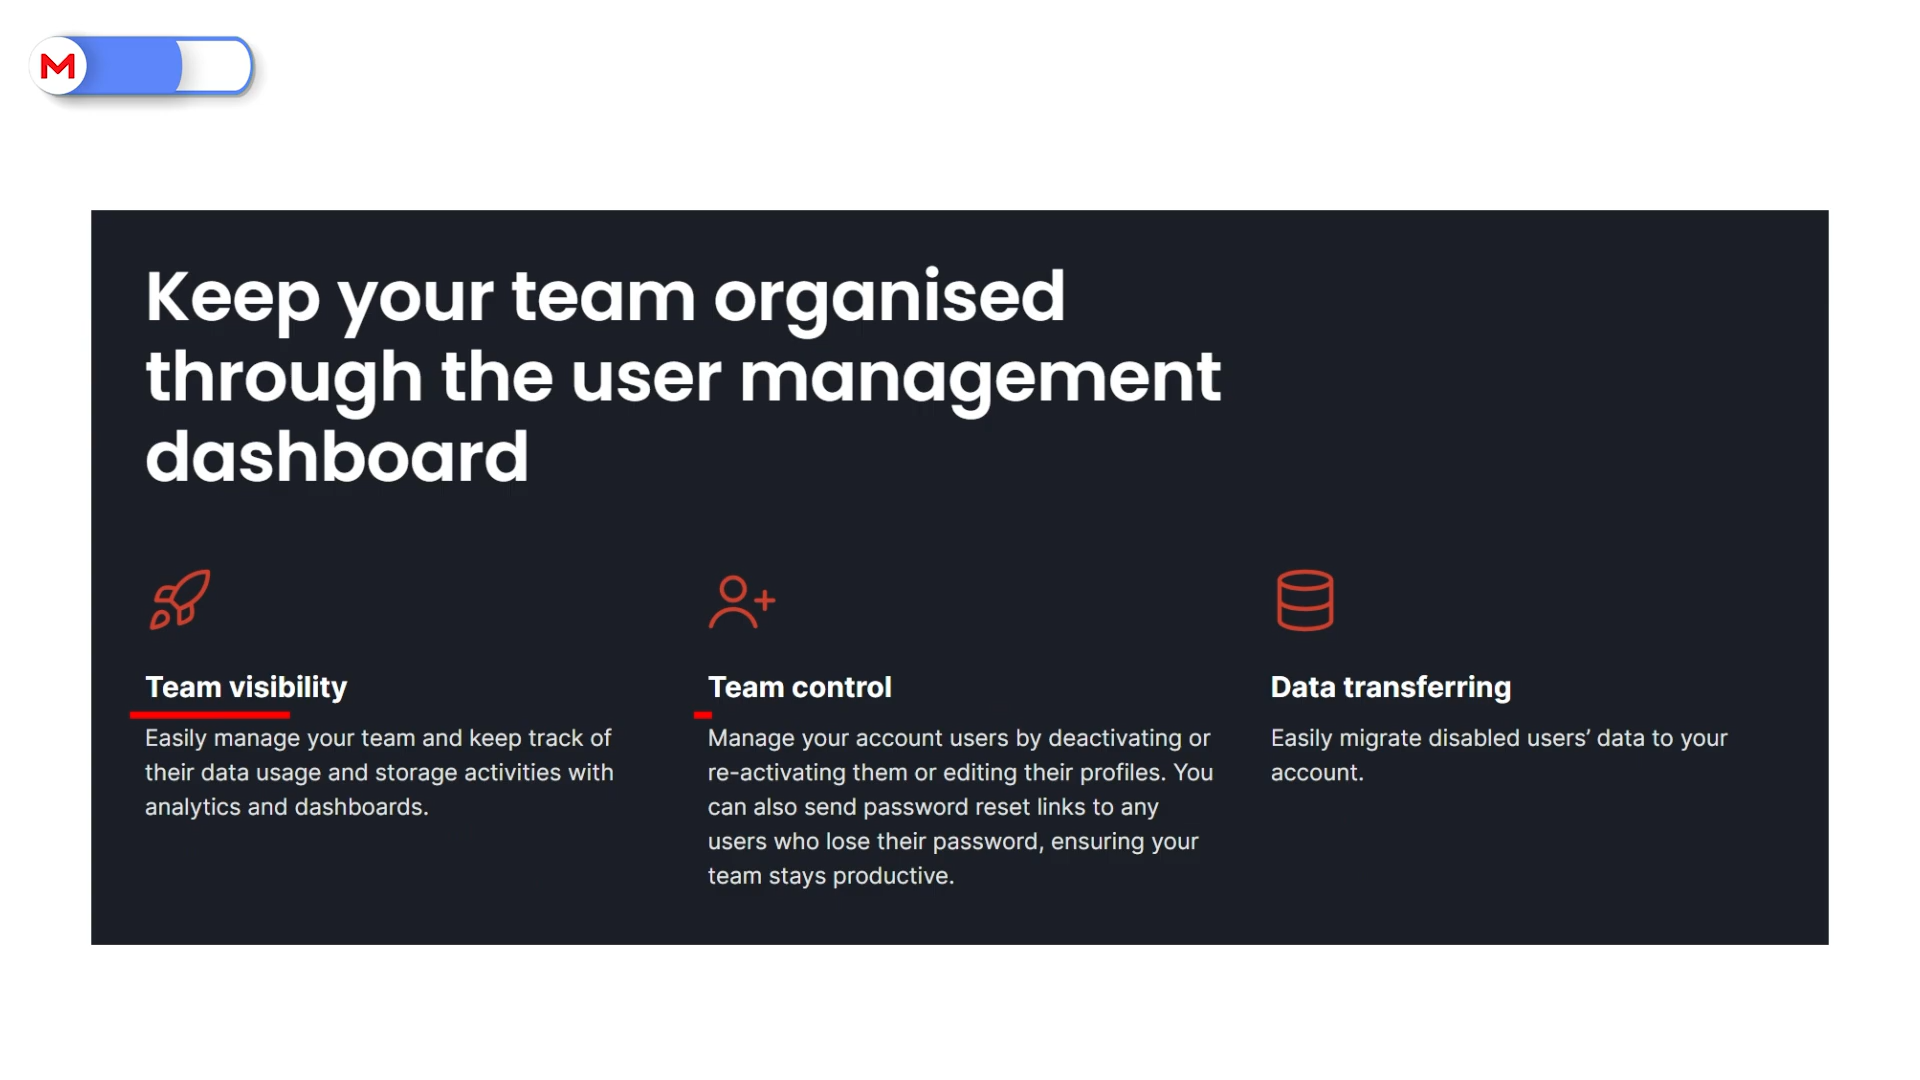 M
Keep your team organised
through the user management
dashboard
Team visibility
Easily manage your team and keep track of
their data usage and storage activities with
analytics and dashboards.
Team control
Manage your account users by deactivating or
re-activating them or editing their profiles. You
can also send password reset links to any
users who lose their password, ensuring your
team stays productive.
Data transferring
Easily migrate disabled users’ data to your
account.